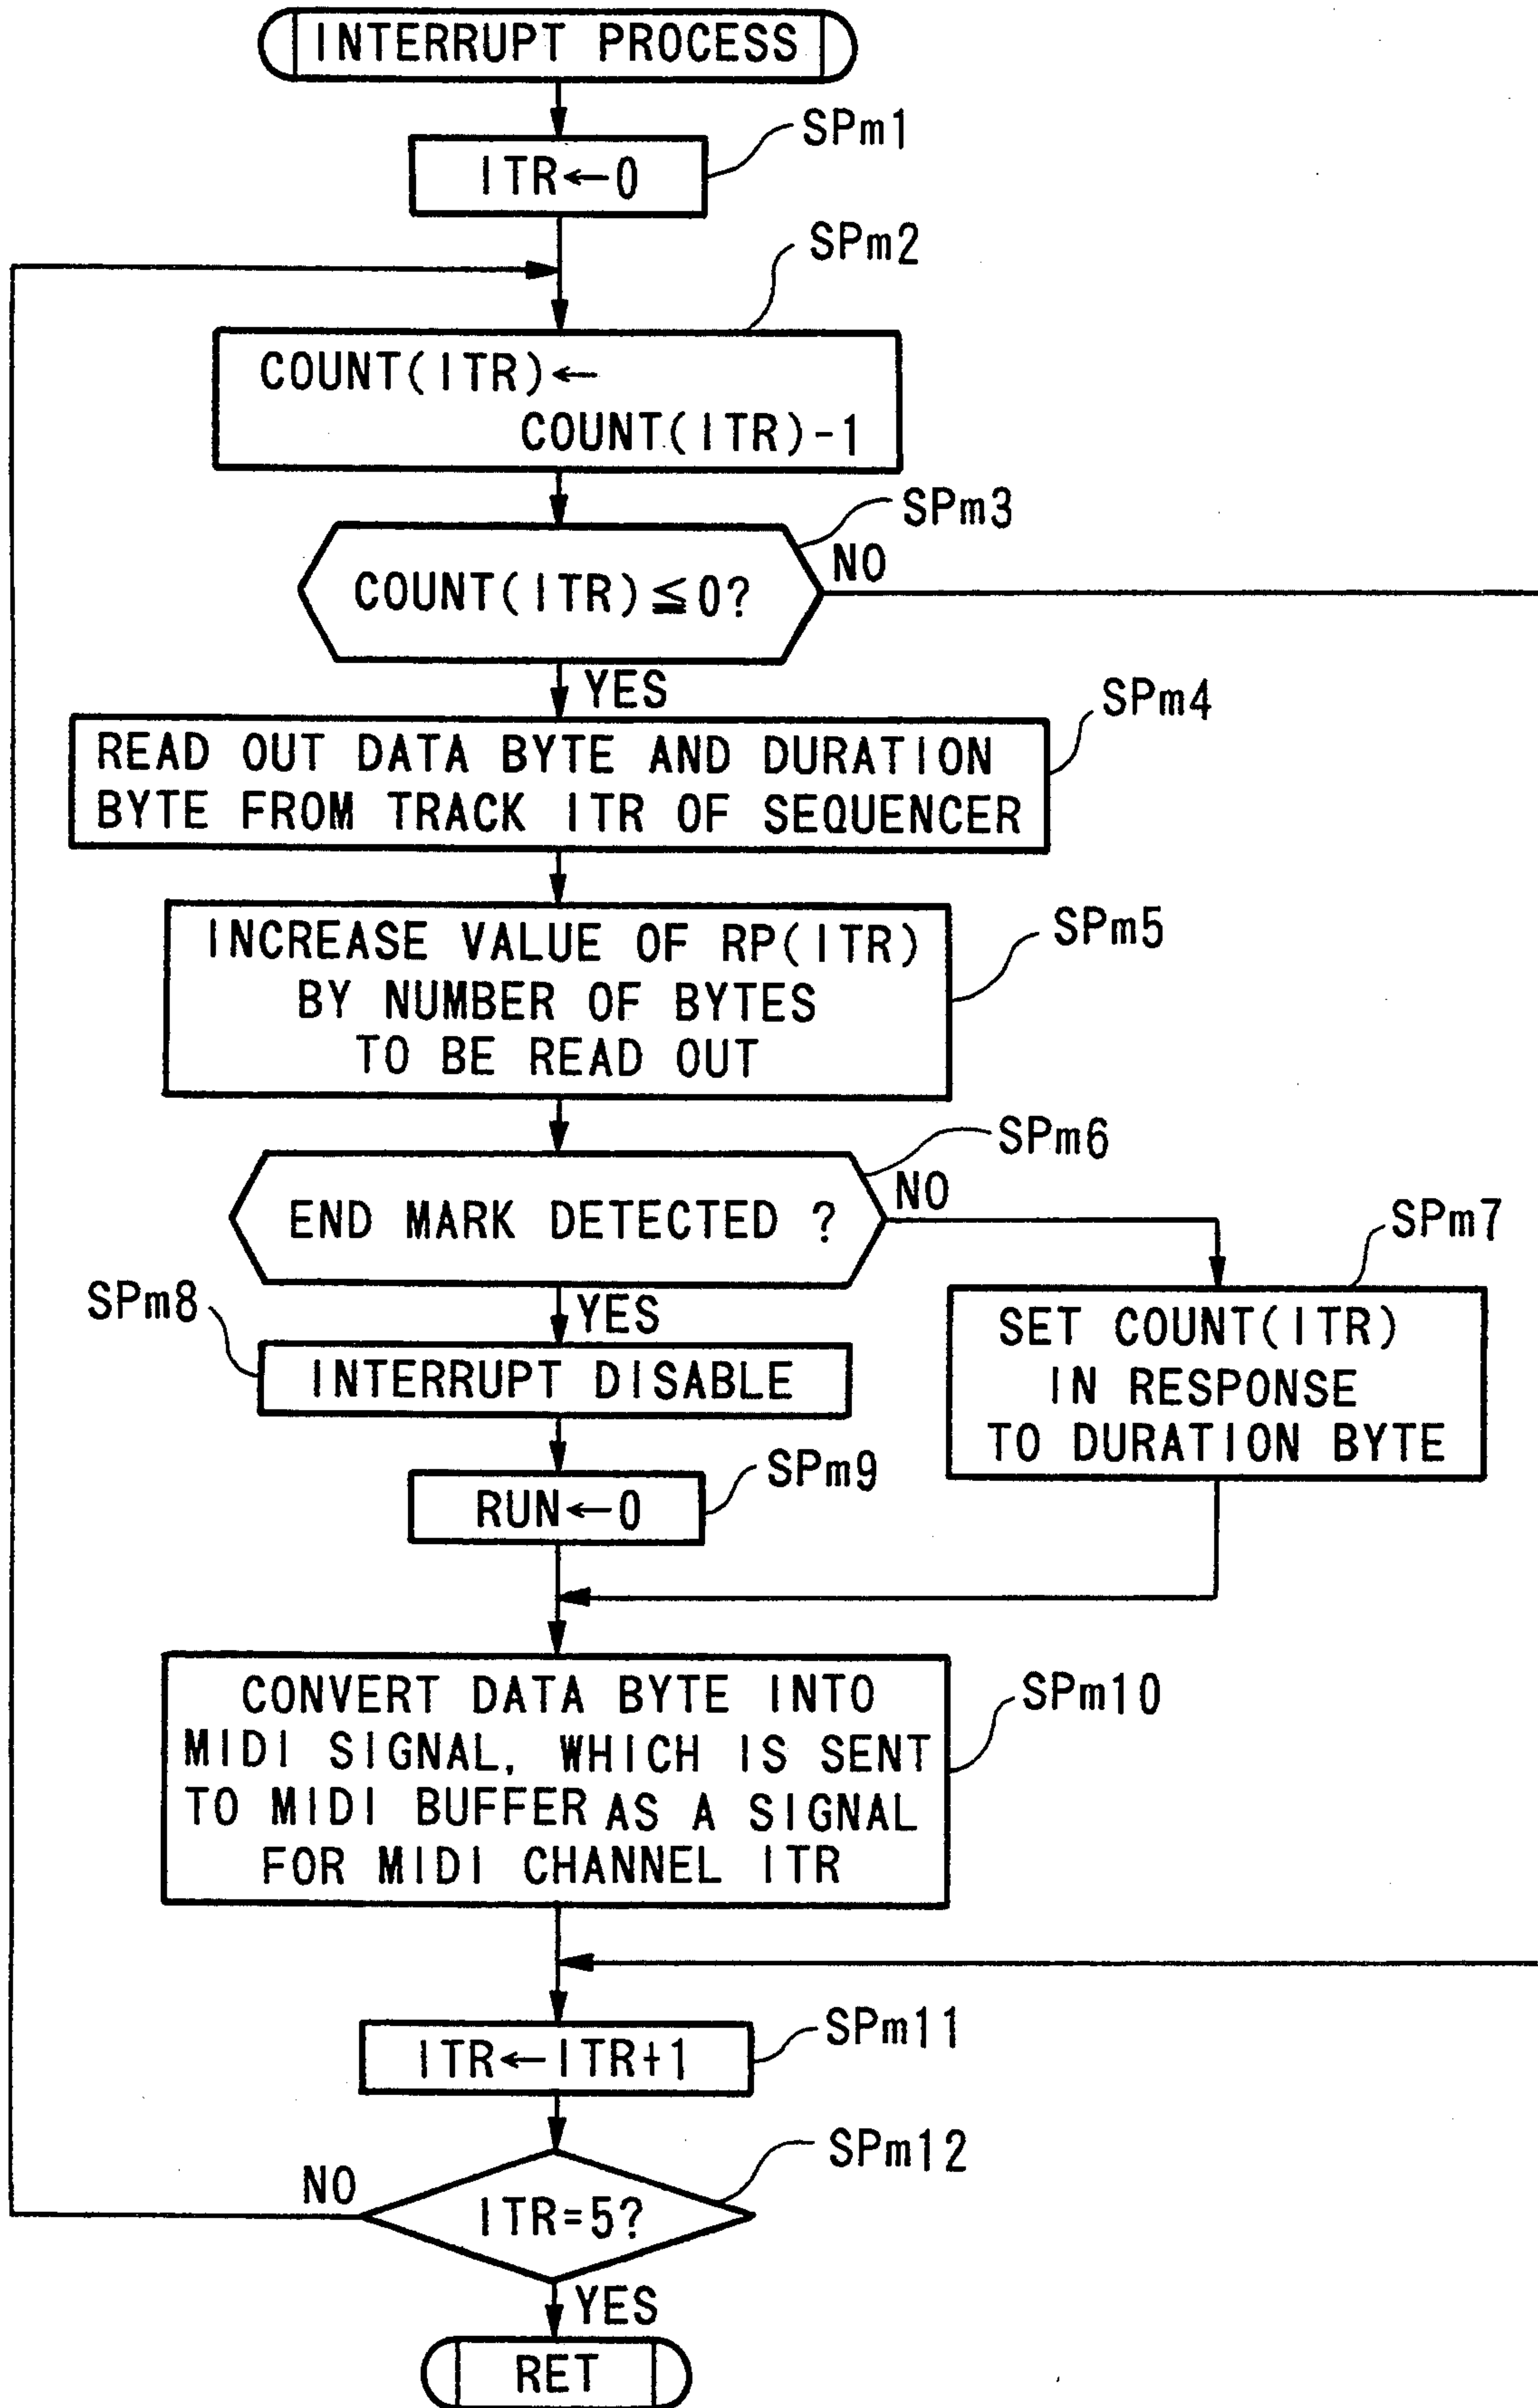 INTERRUPT PROCESS
SPm1
ITR←0
SPm2
COUNT(ITR)←
COUNT(ITR)-1
SPm3
COUNT(ITR)≦0?
NO
YES
SPm4
READ OUT DATA BYTE AND DURATION
BYTE FROM TRACK ITR OF SEQUENCER
SPm5
INCREASE VALUE OF RP(ITR)
BY NUMBER OF BYTES
TO BE READ OUT
SPm6
END MARK DETECTED ?
NO
SPm7
SET COUNT(ITR)
IN RESPONSE
TO DURATION BYTE
YES
SPm8
INTERRUPT DISABLE
SPm9
RUN←0
SPm10
CONVERT DATA BYTE INTO
MIDI SIGNAL, WHICH IS SENT
TO MIDI BUFFER AS A SIGNAL
FOR MIDI CHANNEL ITR
SPm11
ITR←ITR+1
SPm12
NO
ITR=5?
YES
RET